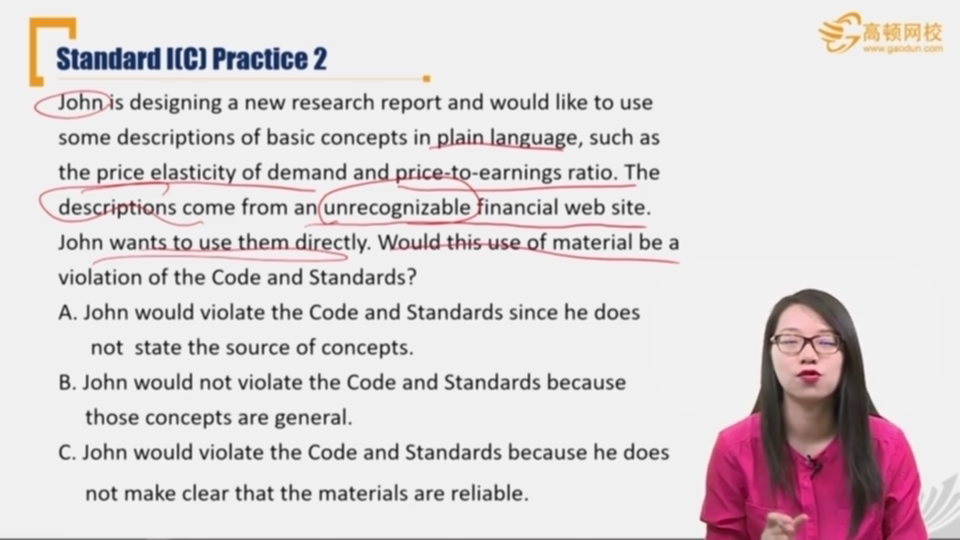 高顿网校
www.gaodun.com
Standard I(C) Practice 2
John is designing a new research report and would like to use
some descriptions of basic concepts in plain language, such as
the price elasticity of demand and price-to-earnings ratio. The
descriptions come from an unrecognizable financial web site.
John wants to use them directly. Would this use of material be a
violation of the Code and Standards?
A. John would violate the Code and Standards since he does
not state the source of concepts.
B. John would not violate the Code and Standards because
those concepts are general.
C. John would violate the Code and Standards because he does
not make clear that the materials are reliable.